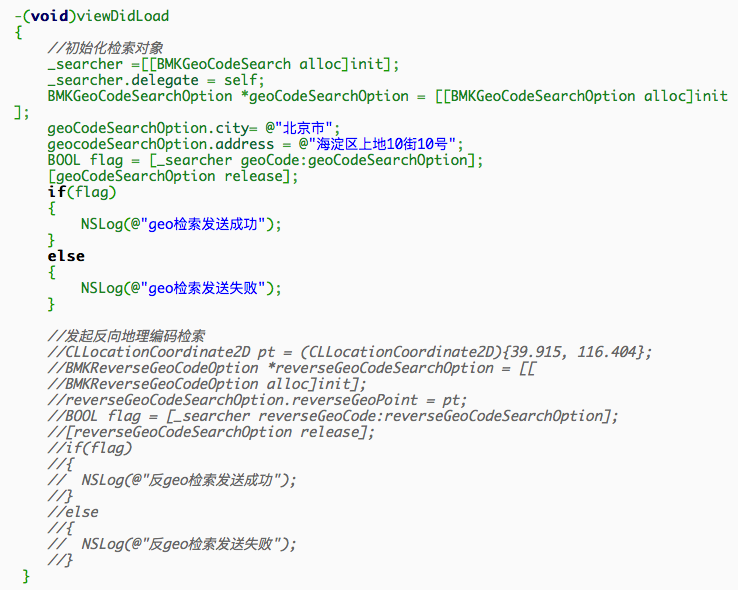 -(void)viewDidLoad
{
    //初始化检索对象
    _searcher =[[BMKGeoCodeSearch alloc]init];
    _searcher.delegate = self;
    BMKGeoCodeSearchOption *geoCodeSearchOption = [[BMKGeoCodeSearchOption alloc]init
];
    geoCodeSearchOption.city= @"北京市";
    geocodeSearchOption.address = @"海淀区上地10街10号";
    BOOL flag = [_searcher geoCode:geoCodeSearchOption];
    [geoCodeSearchOption release];
    if(flag)
    {
        NSLog(@"geo检索发送成功");
    }
    else
    {
        NSLog(@"geo检索发送失败");
    }
    //发起反向地理编码检索
    //CLLocationCoordinate2D pt = (CLLocationCoordinate2D){39.915, 116.404};
    //BMKReverseGeoCodeOption *reverseGeoCodeSearchOption = [[
    //BMKReverseGeoCodeOption alloc]init];
    //reverseGeoCodeSearchOption.reverseGeoPoint = pt;
    //BOOL flag = [_searcher reverseGeoCode:reverseGeoCodeSearchOption];
    //[reverseGeoCodeSearchOption release];
    //if(flag)
    //{
    //  NSLog(@"反geo检索发送成功");
    //}
    //else
    //{
    //  NSLog(@"反geo检索发送失败");
    //}
}